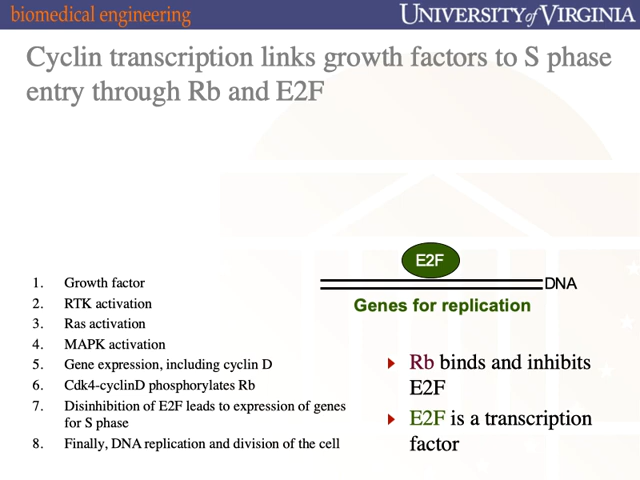 biomedical engineering
UNIVERSITY of VIRGINIA
Cyclin transcription links growth factors to S phase
entry through Rb and E2F
E2F
DNA
Genes for replication
1. Growth factor
2. RTK activation
3. Ras activation
4. MAPK activation
5. Gene expression, including cyclin D
6. Cdk4-cyclinD phosphorylates Rb
7. Disinhibition of E2F leads to expression of genes
for S phase
8. Finally, DNA replication and division of the cell
Rb binds and inhibits
E2F
E2F is a transcription
factor